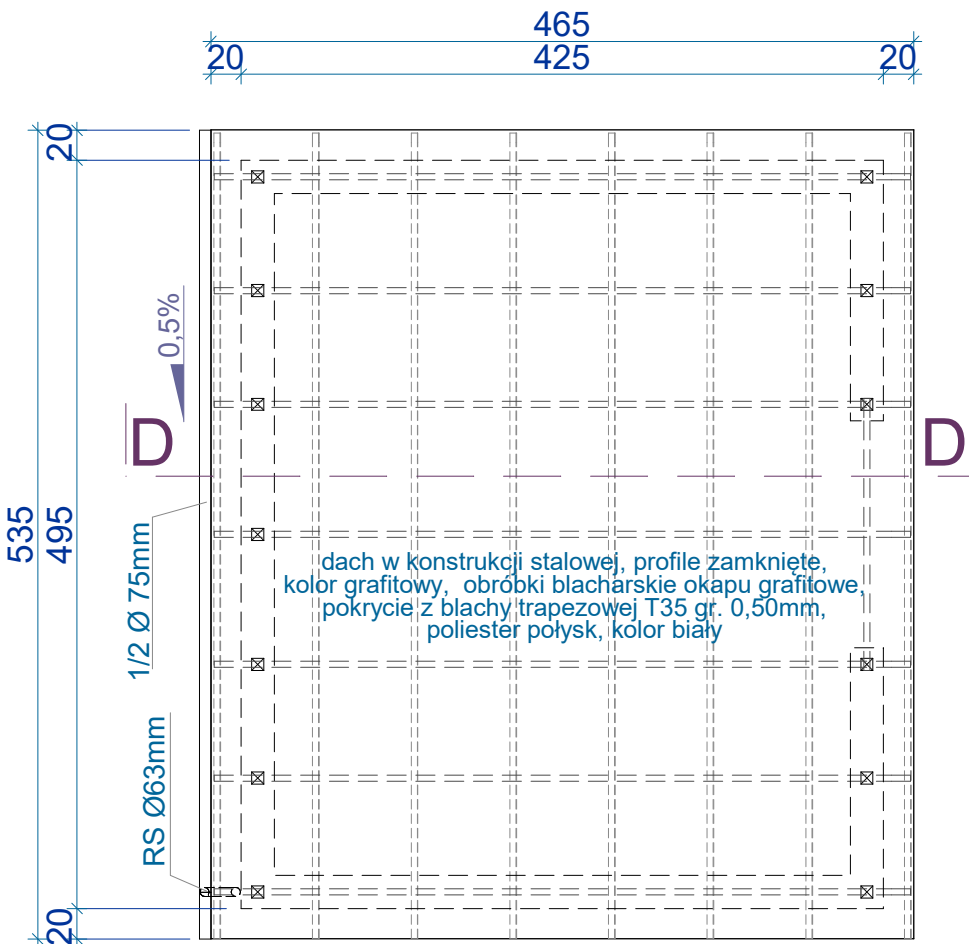 465
20 425 20
20
0,5%
D D
535
495
1/2 Ø 75mm
dach w konstrukcji stalowej, profile zamknięte,
kolor grafitowy, obróbki blacharskie okapu grafitowe,
pokrycie z blachy trapezowej T35 gr. 0,50mm,
poliester połysk, kolor biały
RS Ø63mm
20